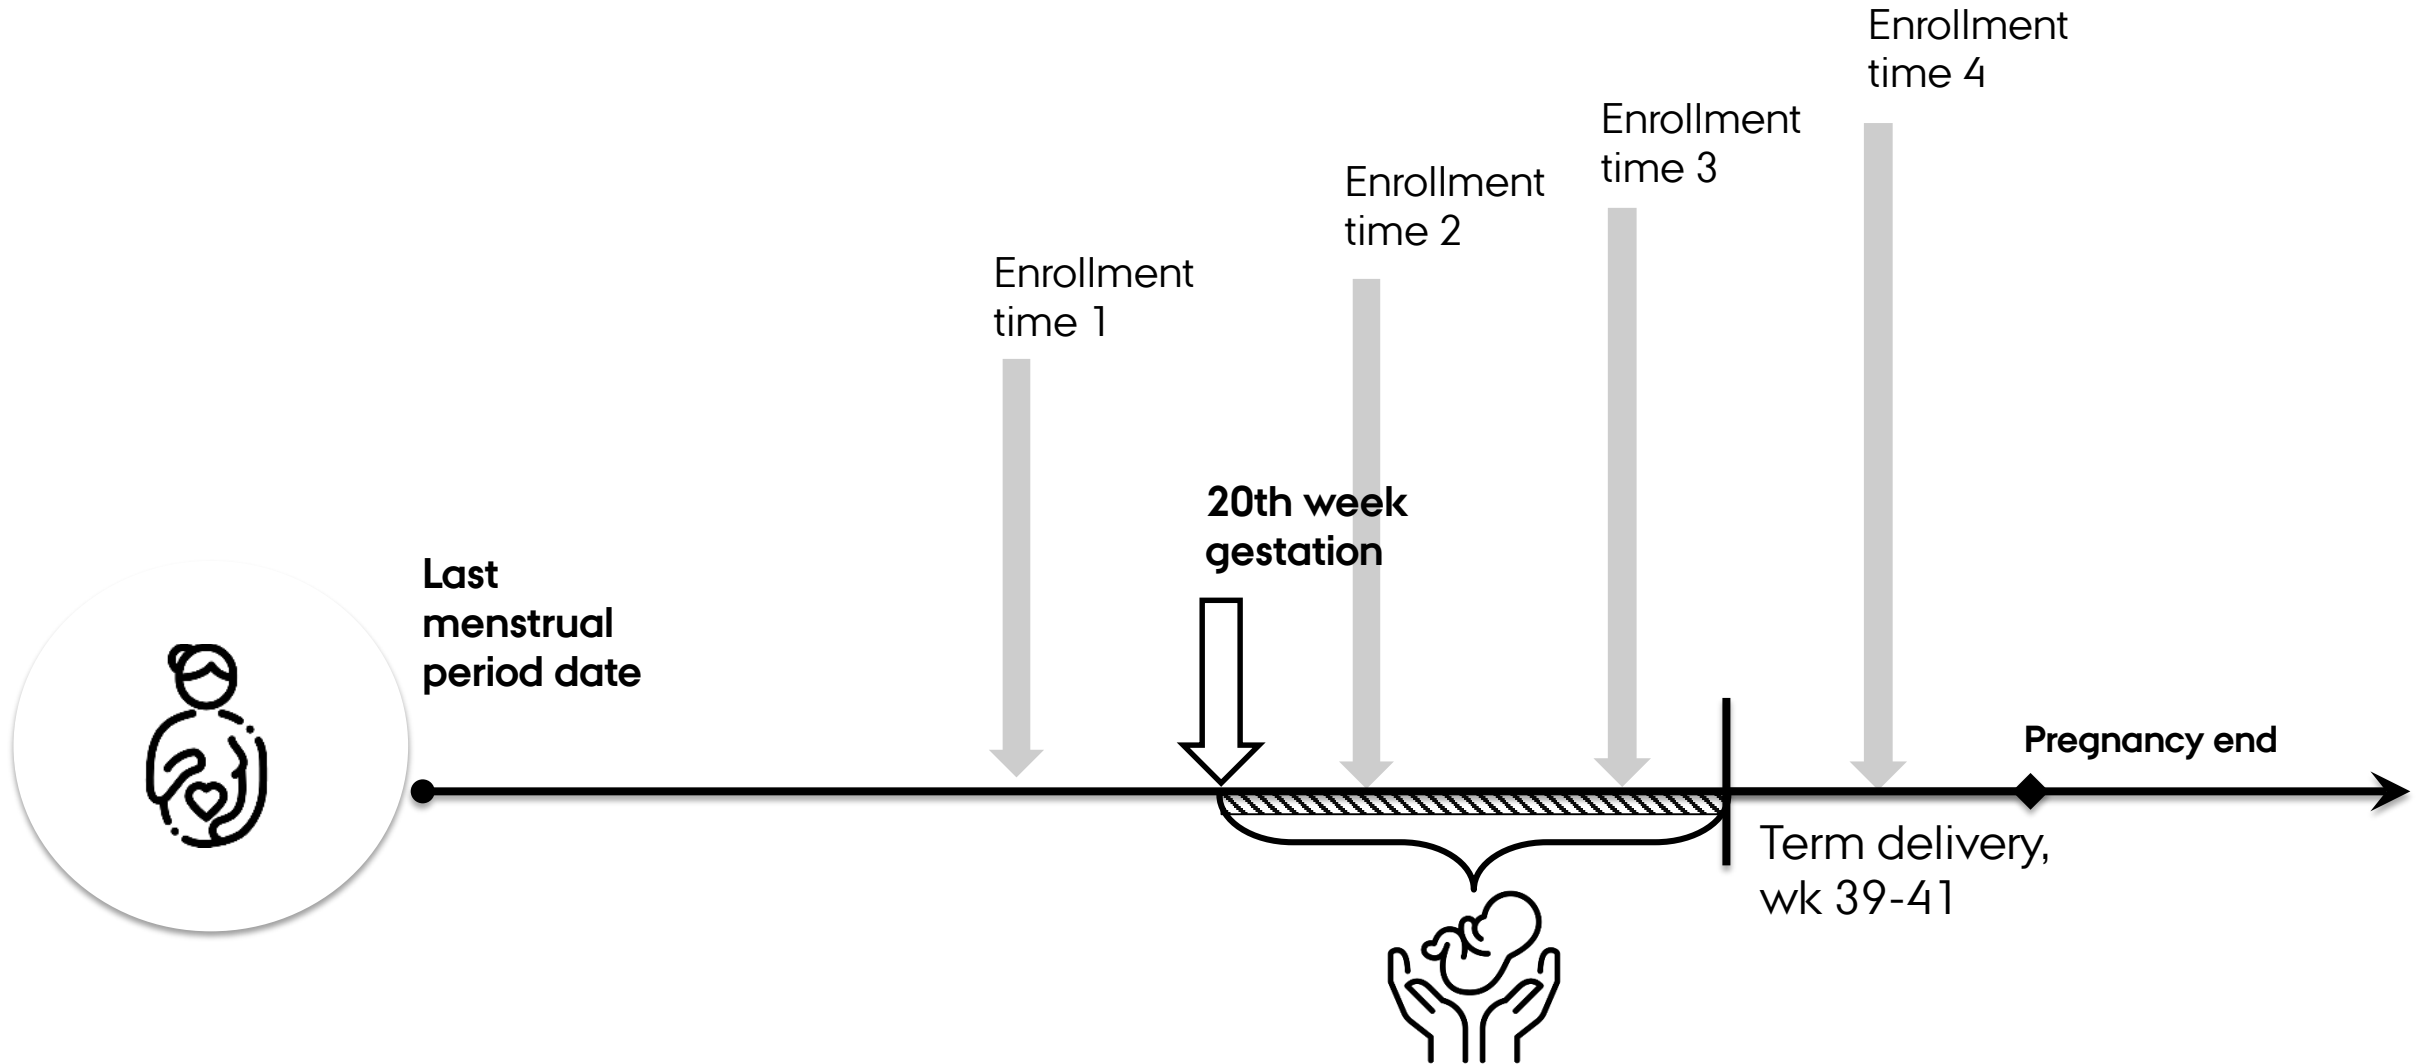 Enrollment
time 4
Enrollment
time 3
Enrollment
time 2
Enrollment
time 1
20th week
gestation
Last
menstrual
period date
Pregnancy end
Term delivery,
wk 39-41